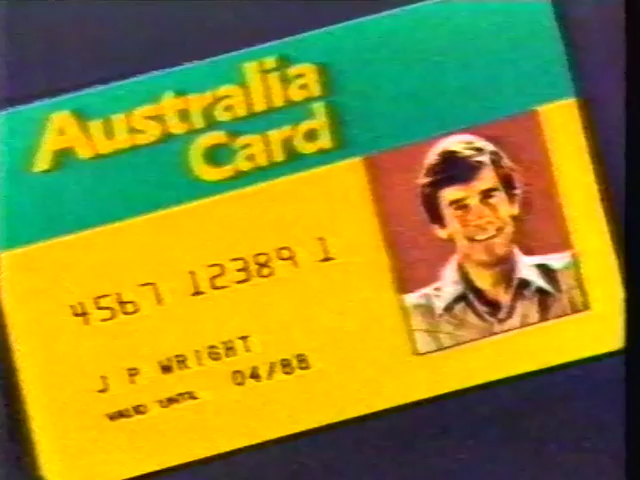 Australia
Card
4567 12389 1
J P WRIGHT
VALID UNTIL 04/88